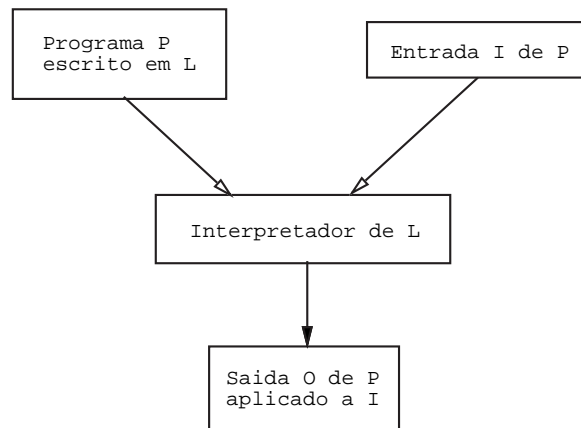 Programa P
escrito em L
Entrada I de P
Interpretador de L
Saida O de P
aplicado a I